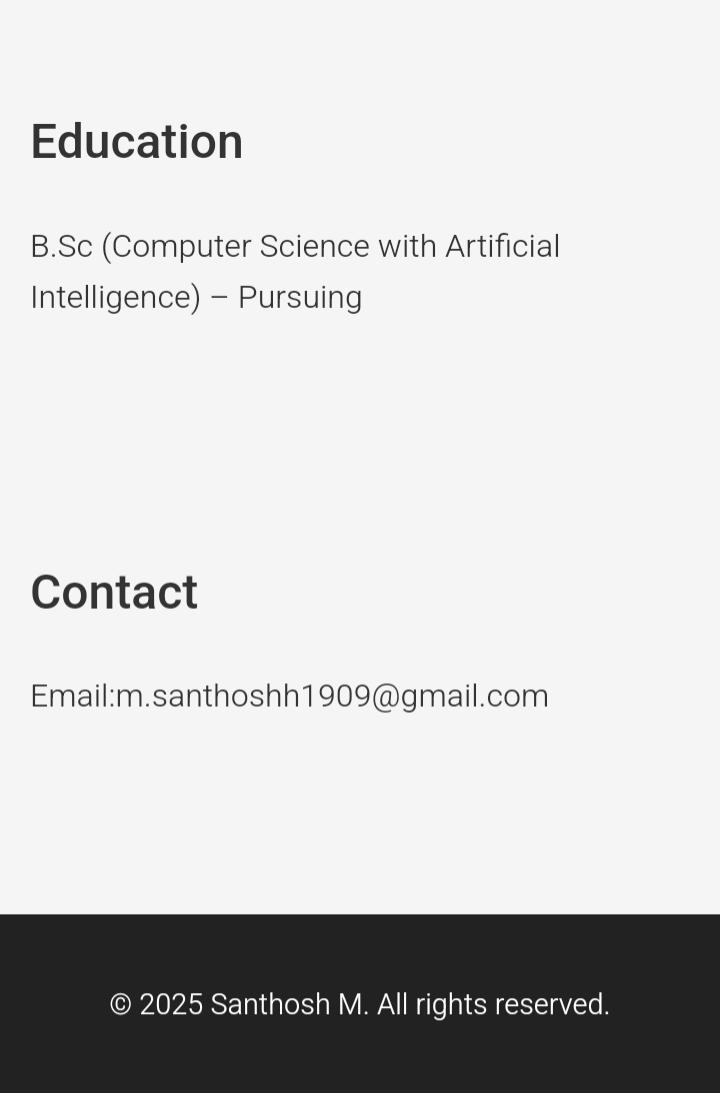 Education
B.Sc (Computer Science with Artificial
Intelligence) – Pursuing
Contact
Email:m.santhoshh1909@gmail.com
© 2025 Santhosh M. All rights reserved.